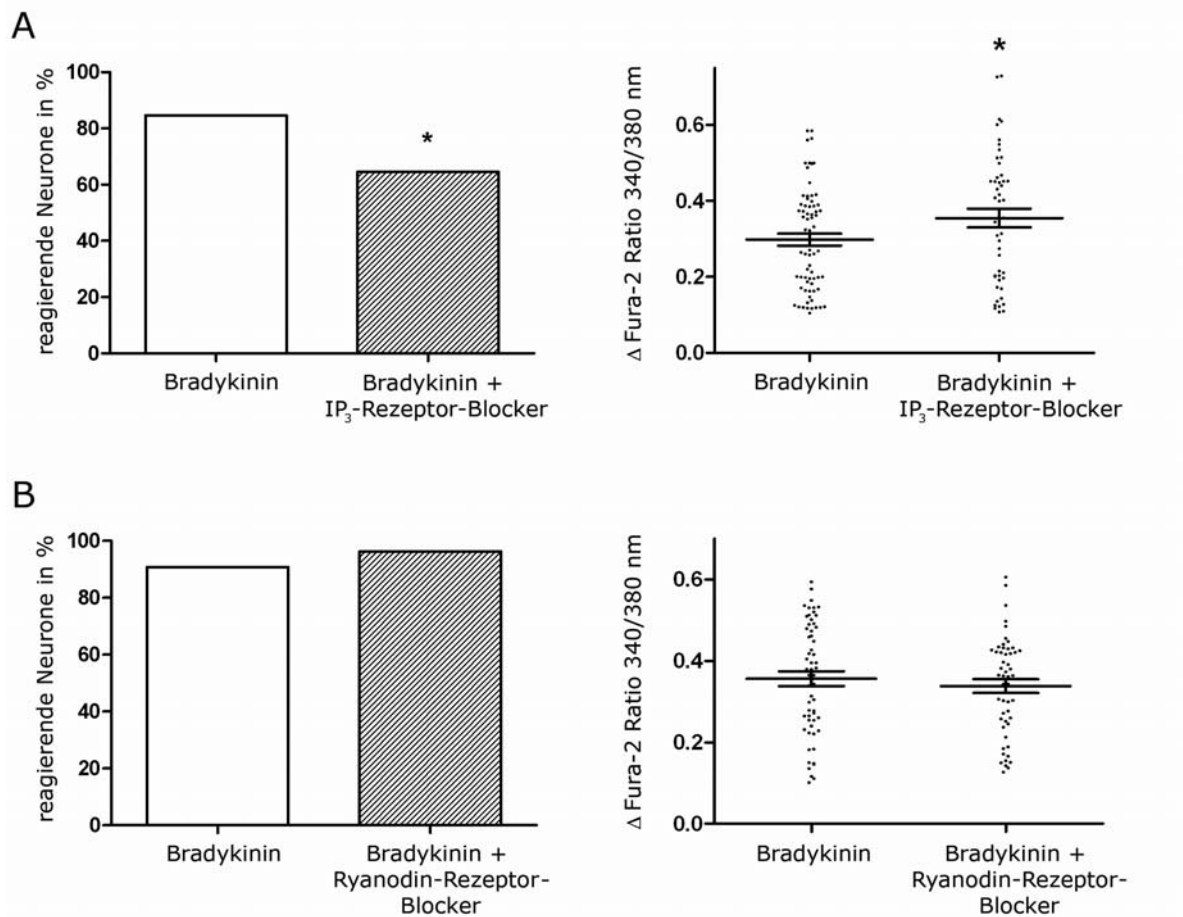 A
reagierende Neurone in %
100
80
60
40
20
0
*
Bradykinin
Bradykinin +
IP₃-Rezeptor-Blocker
Δ Fura-2 Ratio 340/380 nm
0.6
0.4
0.2
0.0
*
Bradykinin
Bradykinin +
IP₃-Rezeptor-Blocker
B
reagierende Neurone in %
100
80
60
40
20
0
Bradykinin
Bradykinin +
Ryanodin-Rezeptor-
Blocker
Δ Fura-2 Ratio 340/380 nm
0.6
0.4
0.2
0.0
Bradykinin
Bradykinin +
Ryanodin-Rezeptor-
Blocker